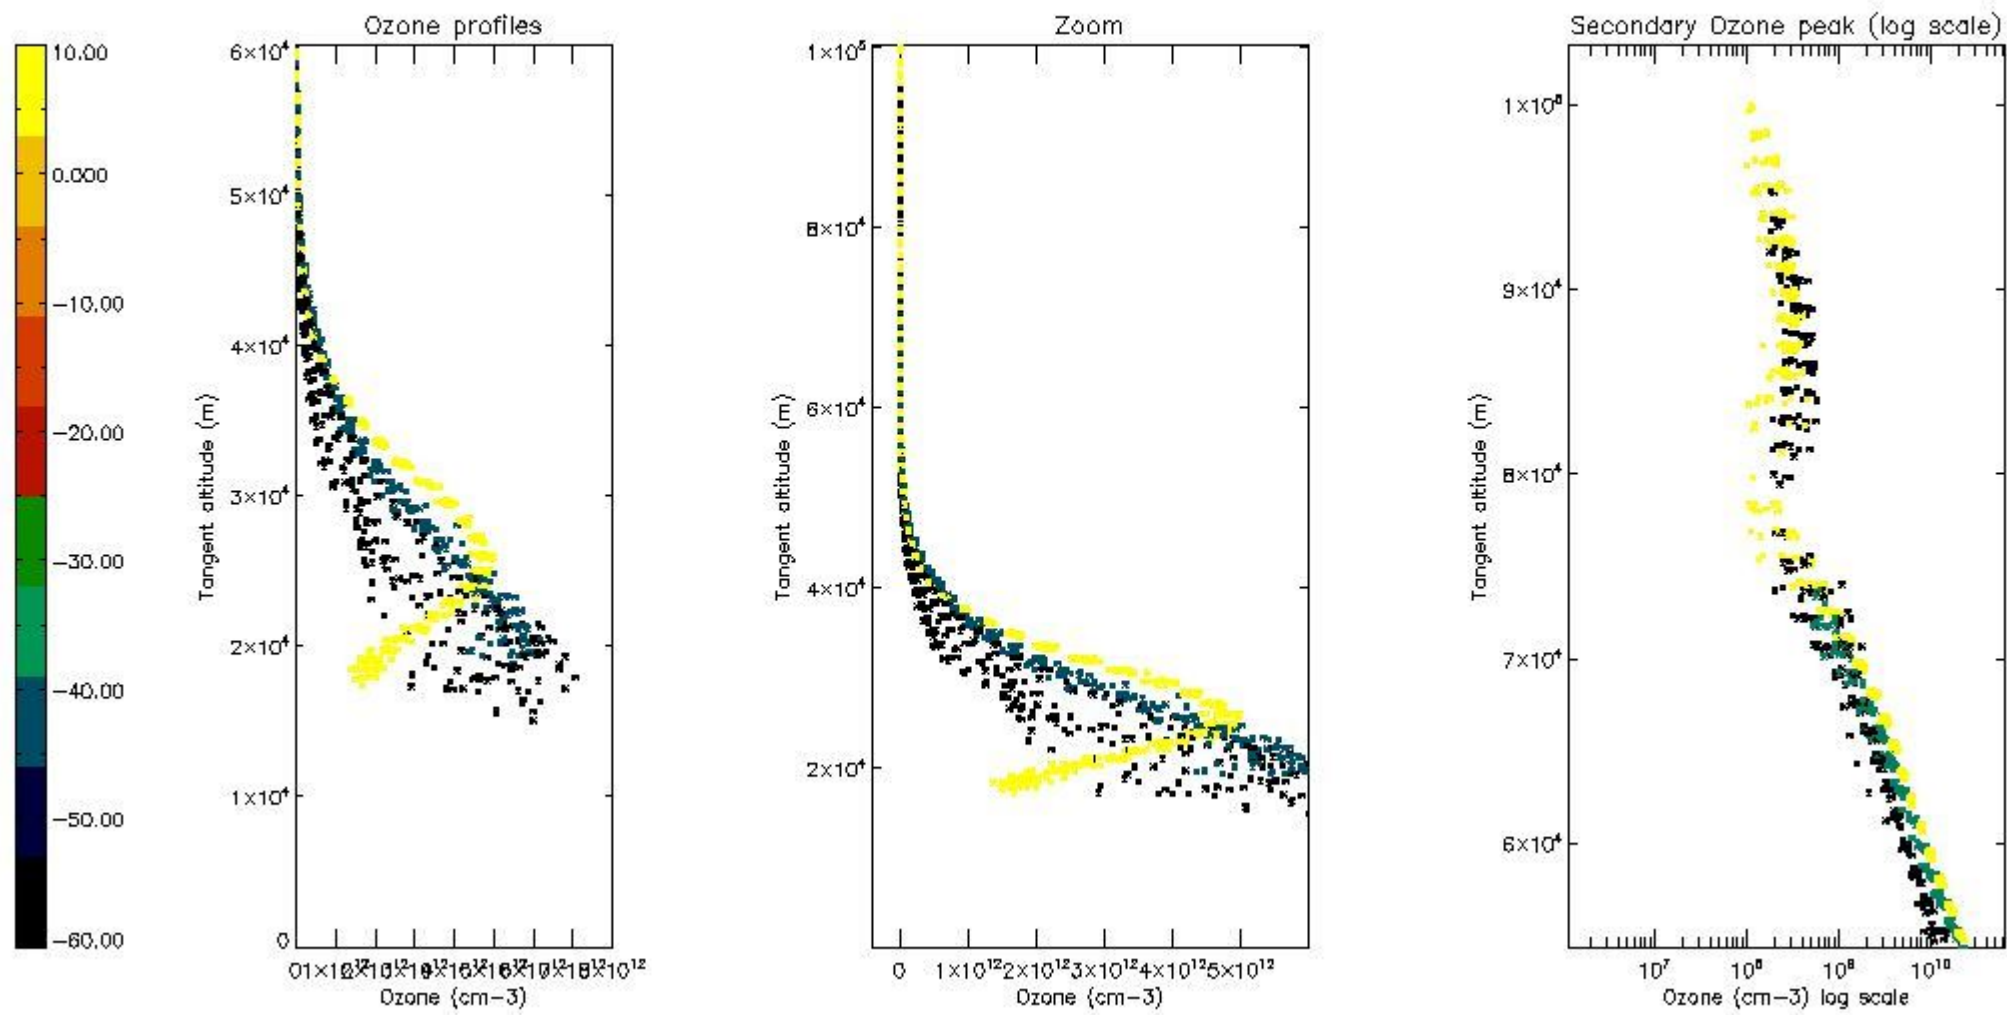 Ozone profiles
Zoom
Secondary Ozone peak (log scale)
10.00
0.000
−10.00
−20.00
−30.00
−40.00
−50.00
−60.00
6×10⁴
5×10⁴
4×10⁴
3×10⁴
2×10⁴
1×10⁴
0
Tangent altitude (m)
Ozone (cm−3)
1×10⁵
8×10⁴
6×10⁴
4×10⁴
2×10⁴
Tangent altitude (m)
0 1×10¹² 2×10¹² 3×10¹² 4×10¹² 5×10¹²
Ozone (cm−3)
9×10⁴
8×10⁴
7×10⁴
6×10⁴
Tangent altitude (m)
10⁷ 10⁸ 10⁹ 10¹⁰
Ozone (cm−3) log scale